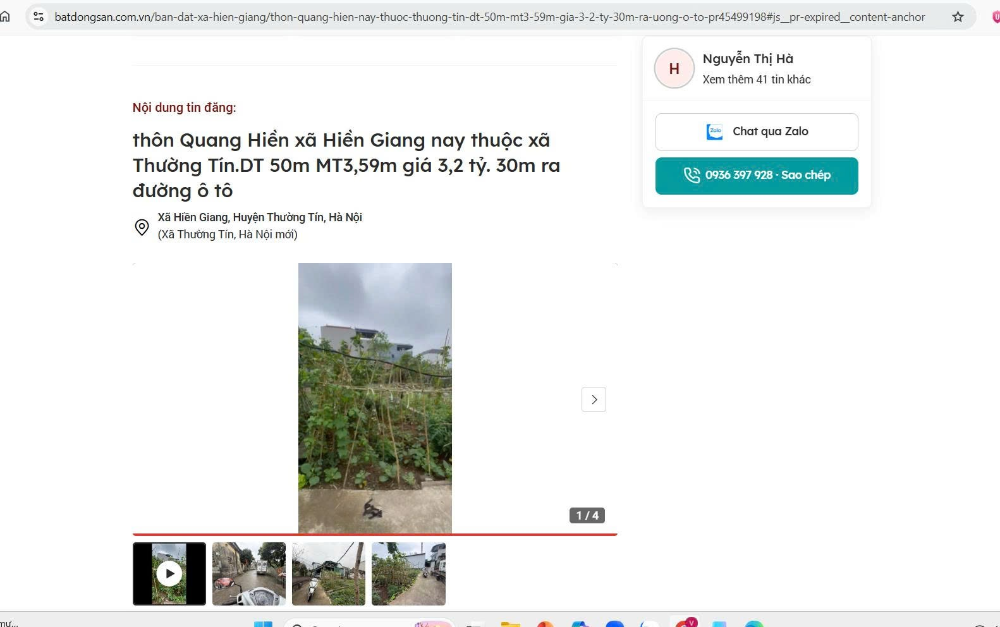 batdongsan.com.vn/ban-dat-xa-hien-giang/thon-quang-hien-nay-thuoc-thuong-tin-dt-50m-mt3-59m-gia-3-2-ty-30m-ra-uong-o-to-pr45499198#js__pr-expired__content-anchor
H
Nguyễn Thị Hà
Xem thêm 41 tin khác
Zalo
Chat qua Zalo
0936 397 928 · Sao chép
Nội dung tin đăng:
thôn Quang Hiền xã Hiền Giang nay thuộc xã
Thường Tín.DT 50m MT3,59m giá 3,2 tỷ. 30m ra
đường ô tô
Xã Hiền Giang, Huyện Thường Tín, Hà Nội
(Xã Thường Tín, Hà Nội mới)
1 / 4
V